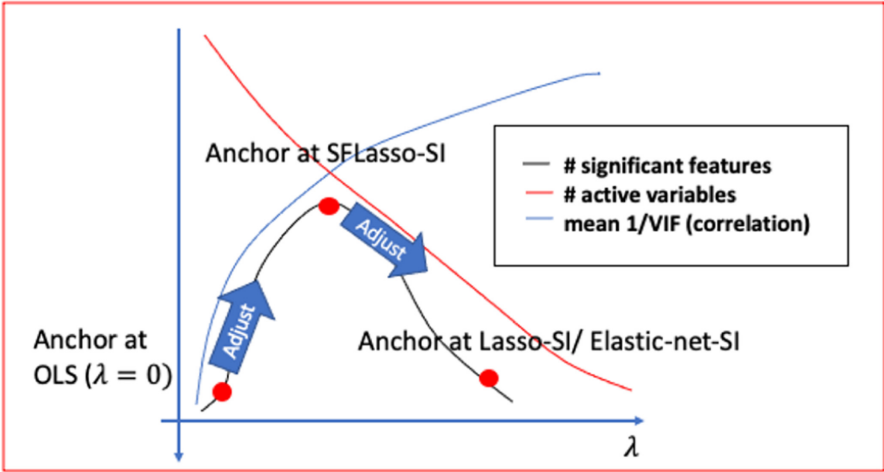 Anchor at SFLasso-SI
# significant features
# active variables
mean 1/VIF (correlation)
Adjust
Adjust
Anchor at
OLS (λ = 0)
Anchor at Lasso-SI/ Elastic-net-SI
λ